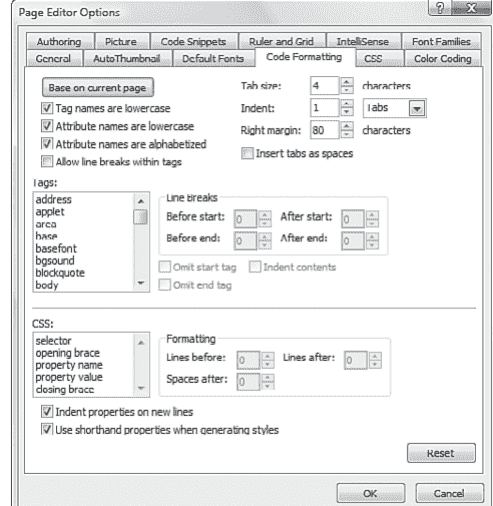 Page Editor Options
Authoring Picture Code Snippets Ruler and Grid IntelliSense Font Families
General AutoThumbnail Default Fonts Code Formatting CSS Color Coding
Base on current page Tab size: 4 characters
Tag names are lowercase Indent: 1 Tabs
Attribute names are lowercase Right margin: 80 characters
Attribute names are alphabetized
Insert tabs as spaces
Allow line breaks within tags
Tags:
address
applet
area
base
basefont
bgsound
blockquote
body
Line Breaks
Before start: 0 After start: 0
Before end: 0 After end: 0
Omit start tag Indent contents
Omit end tag
CSS:
selector
opening brace
property name
property value
closing brace
Formatting
Lines before: 0 Lines after: 0
Spaces after: 0
Indent properties on new lines
Use shorthand properties when generating styles
Reset
OK Cancel